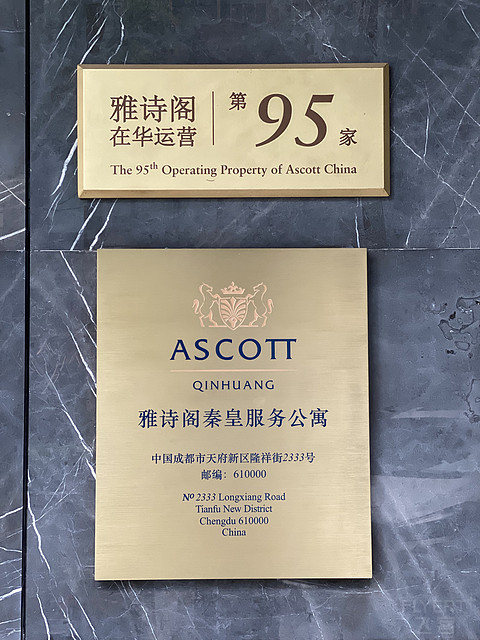 雅诗阁
在华运营
第95家
The 95th Operating Property of Ascott China
ASCOTT
QINHUANG
雅诗阁秦皇服务公寓
中国成都市天府新区隆祥街2333号
邮编：610000
Nº 2333 Longxiang Road
Tianfu New District
Chengdu 610000
China